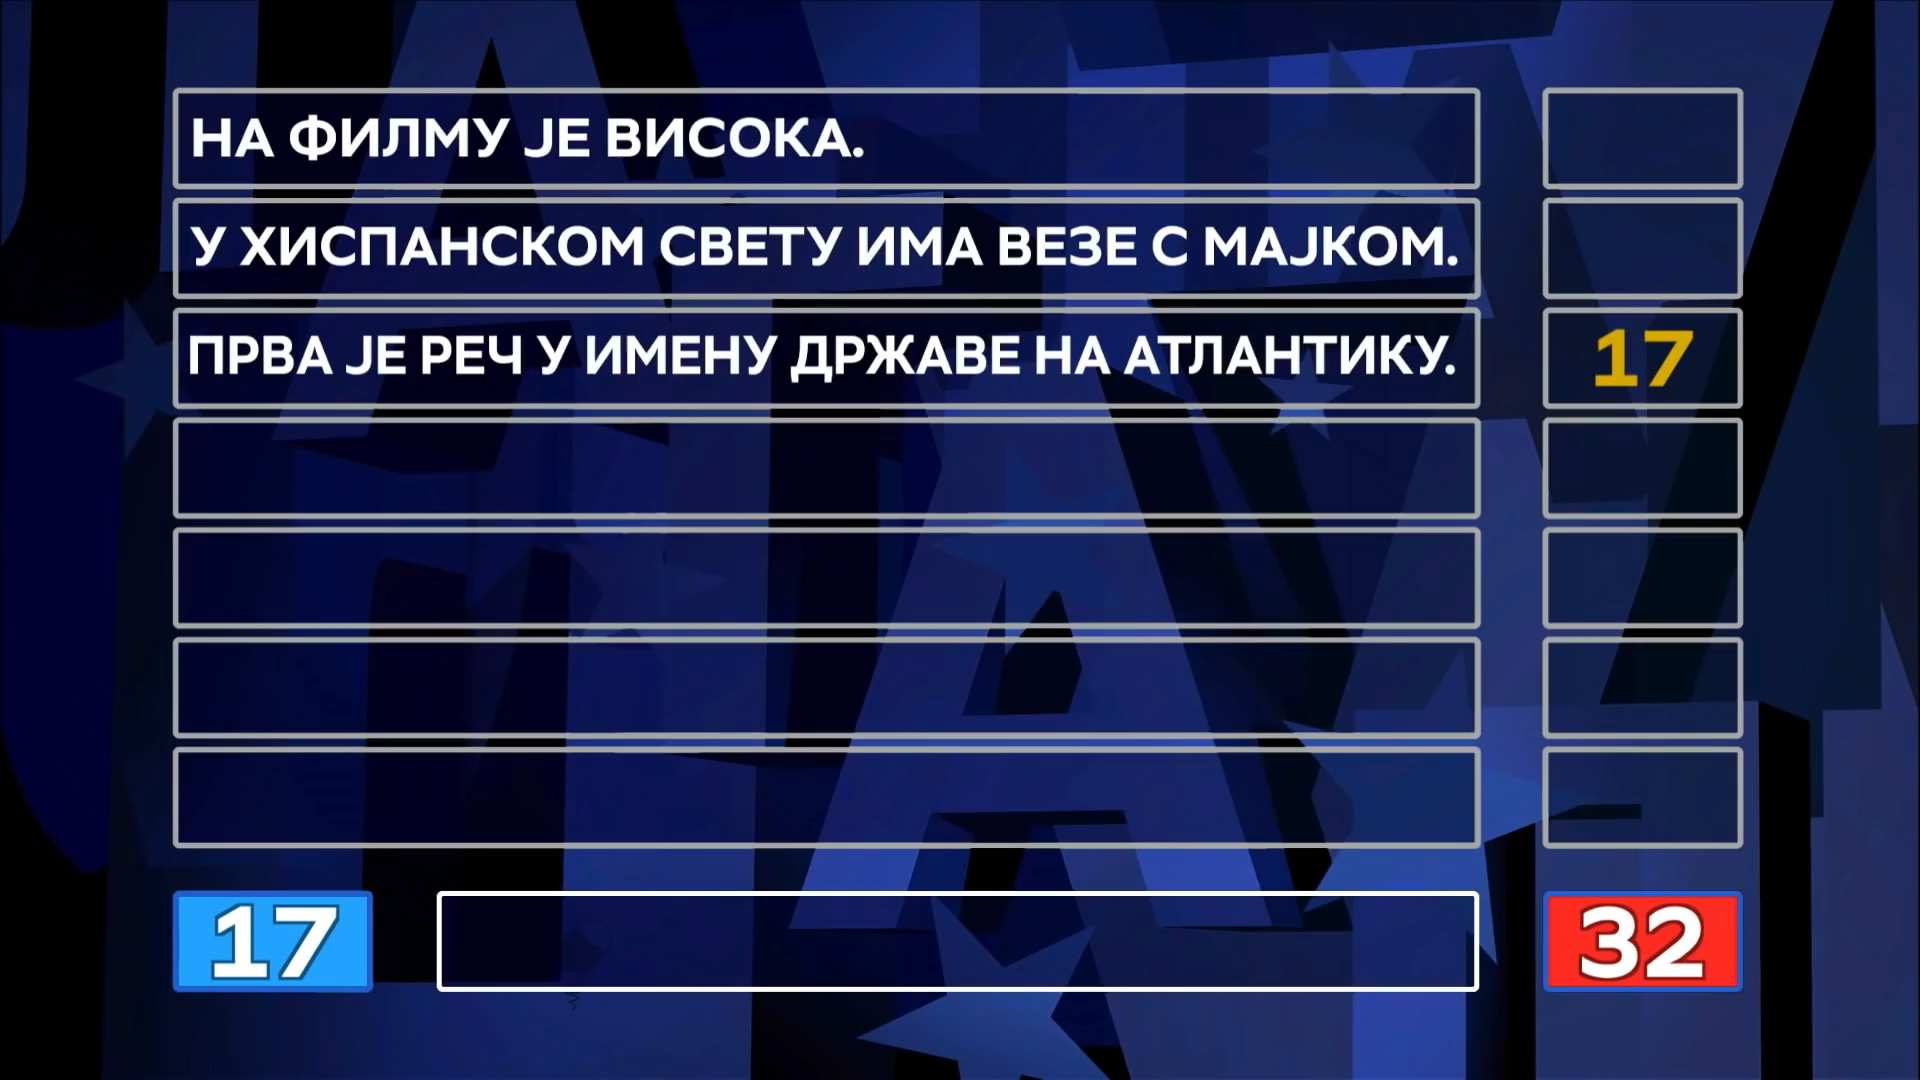 НА ФИЛМУ ЈЕ ВИСОКА.
У ХИСПАНСКОМ СВЕТУ ИМА ВЕЗЕ С МАЈКОМ.
ПРВА ЈЕ РЕЧ У ИМЕНУ ДРЖАВЕ НА АТЛАНТИКУ. 17
17 32